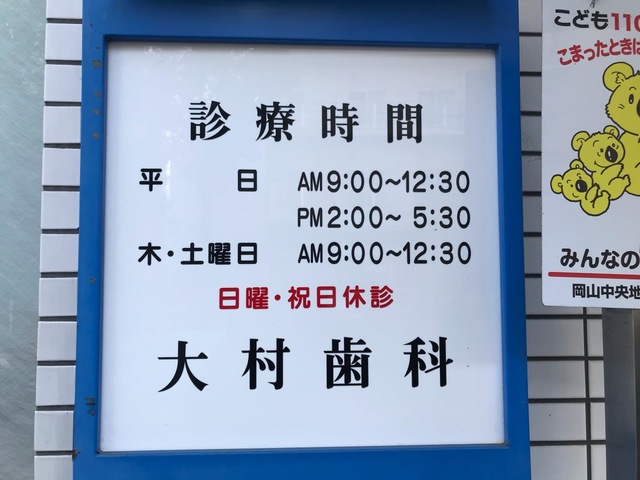 診療時間
平日 AM9:00~12:30
PM2:00~ 5:30
木・土曜日 AM9:00~12:30
日曜・祝日休診
大村歯科
こども110
こまったときは
みんなの
岡山中央地